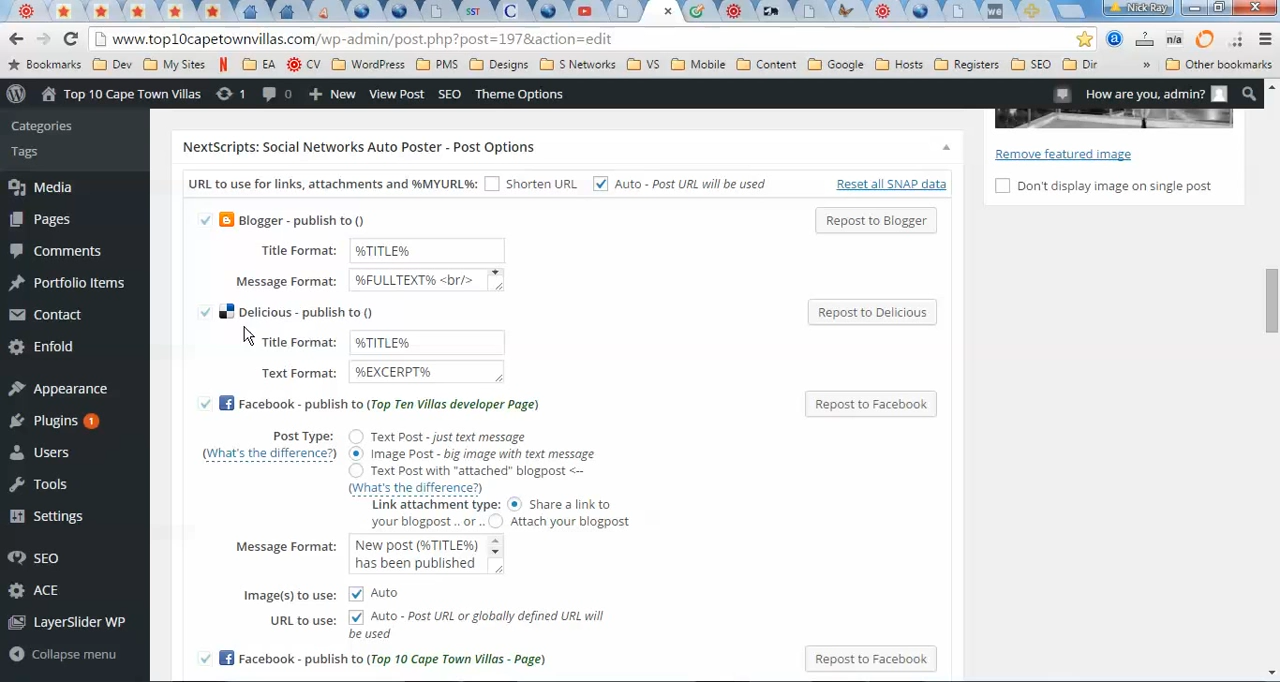 Nick Ray
SST
www.top10capetownvillas.com/wp-admin/post.php?post=197&action=edit
n/a
Bookmarks Dev My Sites EA CV WordPress PMS Designs S Networks VS Mobile Content Google Hosts Registers SEO Dir » Other bookmarks
Top 10 Cape Town Villas 1 0 New View Post SEO Theme Options How are you, admin?
Categories
Tags
Media
Pages
Comments
Portfolio Items
Contact
Enfold
Appearance
Plugins 1
Users
Tools
Settings
SEO
ACE
LayerSlider WP
Collapse menu
NextScripts: Social Networks Auto Poster - Post Options
URL to use for links, attachments and %MYURL%: Shorten URL Auto - Post URL will be used Reset all SNAP data
Blogger - publish to () Repost to Blogger
Title Format: %TITLE%
Message Format: %FULLTEXT% <br/>
Delicious - publish to () Repost to Delicious
Title Format: %TITLE%
Text Format: %EXCERPT%
Facebook - publish to (Top Ten Villas developer Page) Repost to Facebook
Post Type: Text Post - just text message
(What's the difference?) Image Post - big image with text message
Text Post with "attached" blogpost <--
(What's the difference?)
Link attachment type: Share a link to
your blogpost .. or .. Attach your blogpost
Message Format: New post (%TITLE%)
has been published
Image(s) to use: Auto
URL to use: Auto - Post URL or globally defined URL will
be used
Facebook - publish to (Top 10 Cape Town Villas - Page) Repost to Facebook
Remove featured image
Don't display image on single post